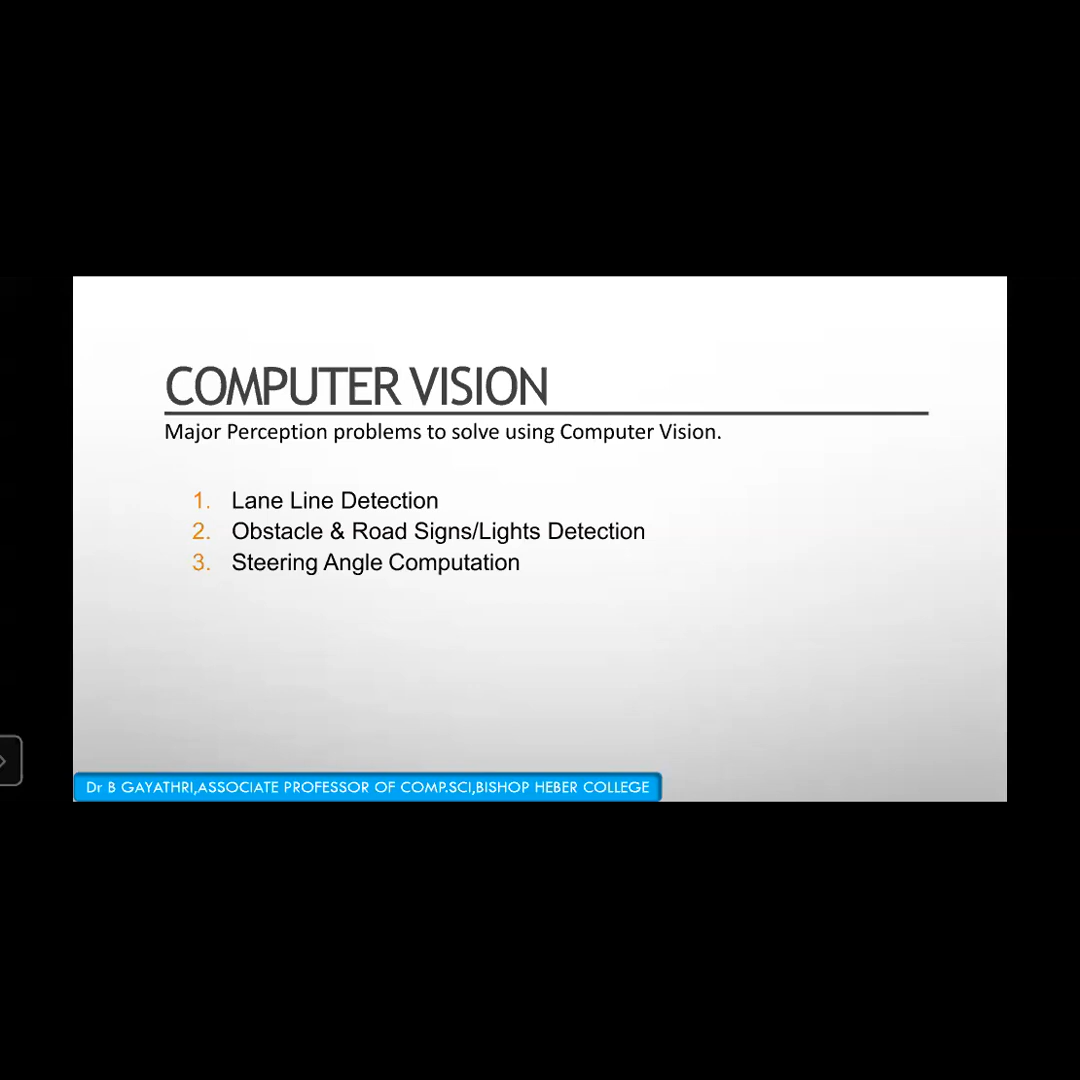 COMPUTER VISION
Major Perception problems to solve using Computer Vision.
1. Lane Line Detection
2. Obstacle & Road Signs/Lights Detection
3. Steering Angle Computation
Dr B GAYATHRI,ASSOCIATE PROFESSOR OF COMP.SCI,BISHOP HEBER COLLEGE